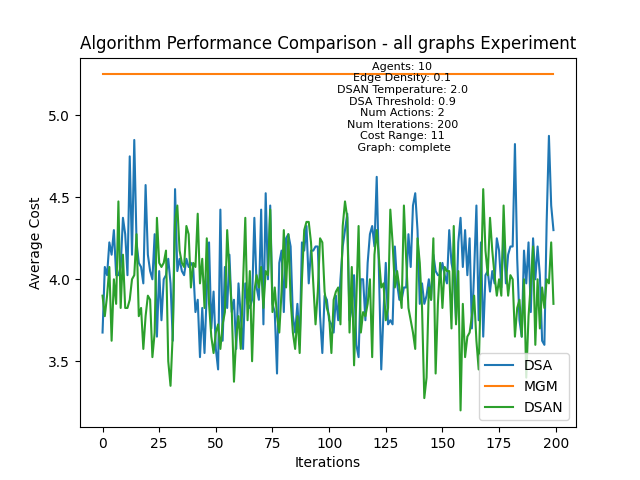 Algorithm Performance Comparison - all graphs Experiment
Agents: 10
Edge Density: 0.1
DSAN Temperature: 2.0
DSA Threshold: 0.9
Num Actions: 2
Num Iterations: 200
Cost Range: 11
Graph: complete
Average Cost
5.0
4.5
4.0
3.5
DSA
MGM
DSAN
0 25 50 75 100 125 150 175 200
Iterations